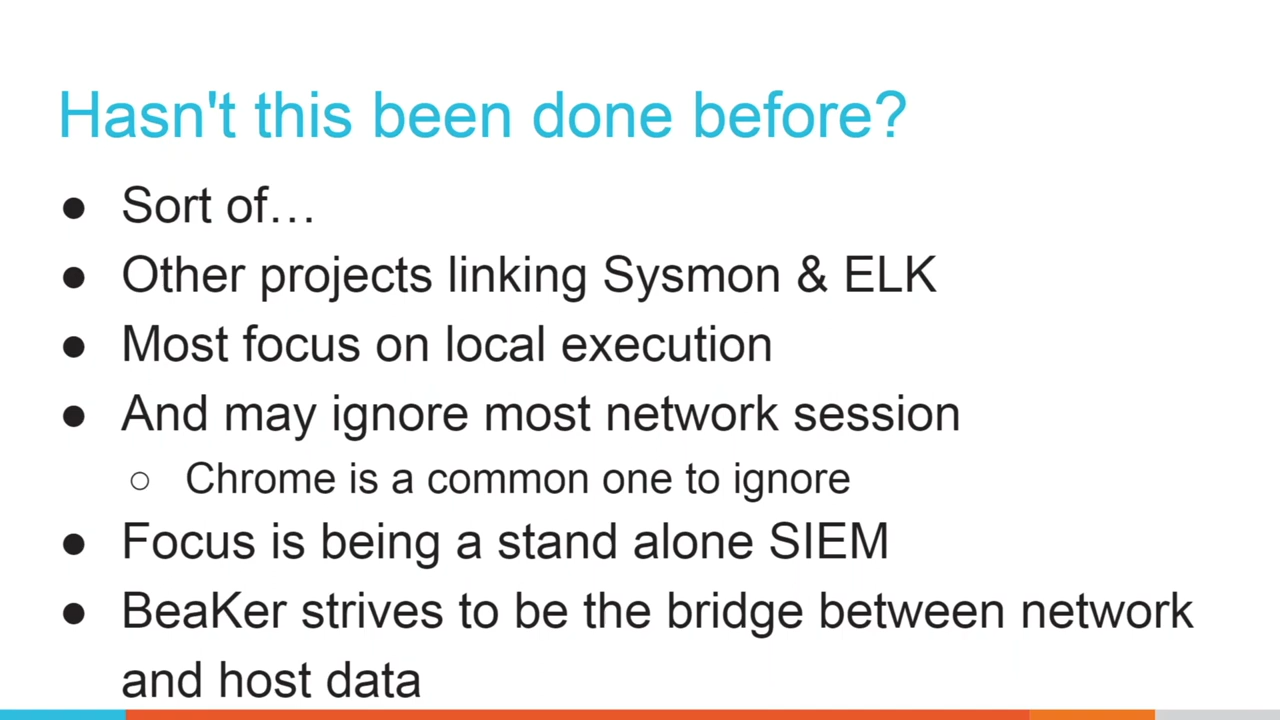 Hasn't this been done before?
● Sort of…
● Other projects linking Sysmon & ELK
● Most focus on local execution
● And may ignore most network session
○ Chrome is a common one to ignore
● Focus is being a stand alone SIEM
● BeaKer strives to be the bridge between network
and host data